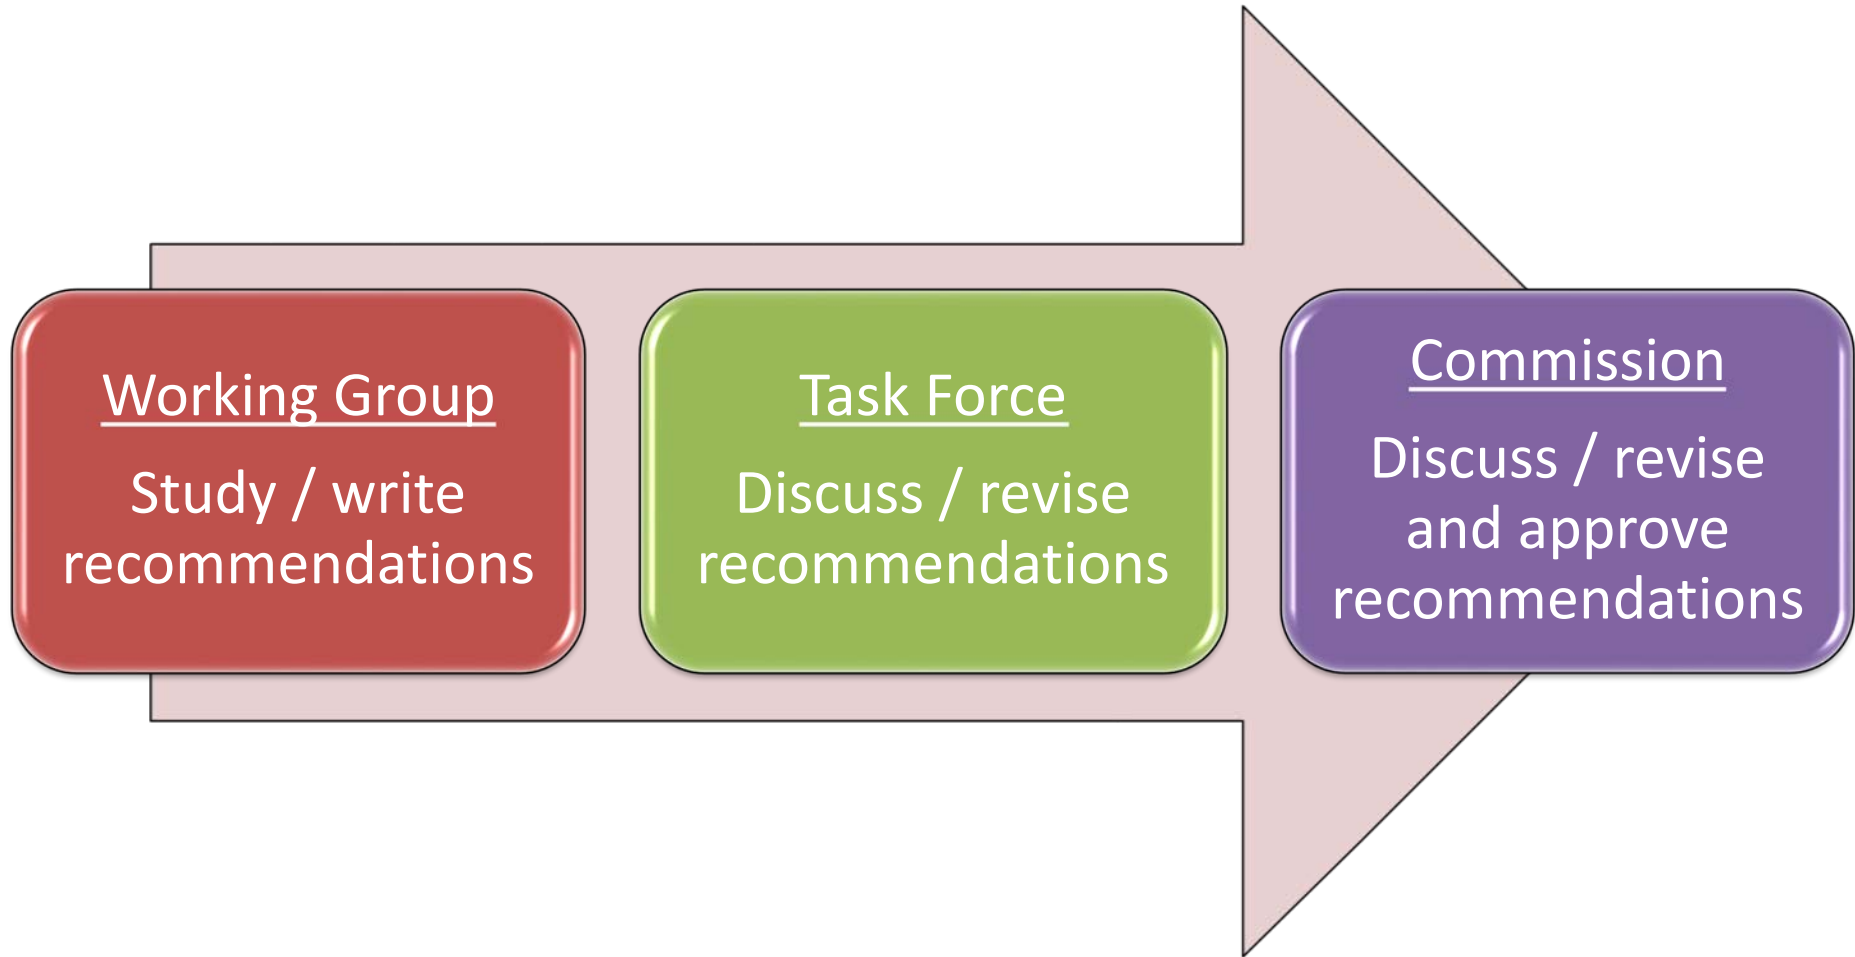 Working Group
Study / write
recommendations
Task Force
Discuss / revise
recommendations
Commission
Discuss / revise
and approve
recommendations